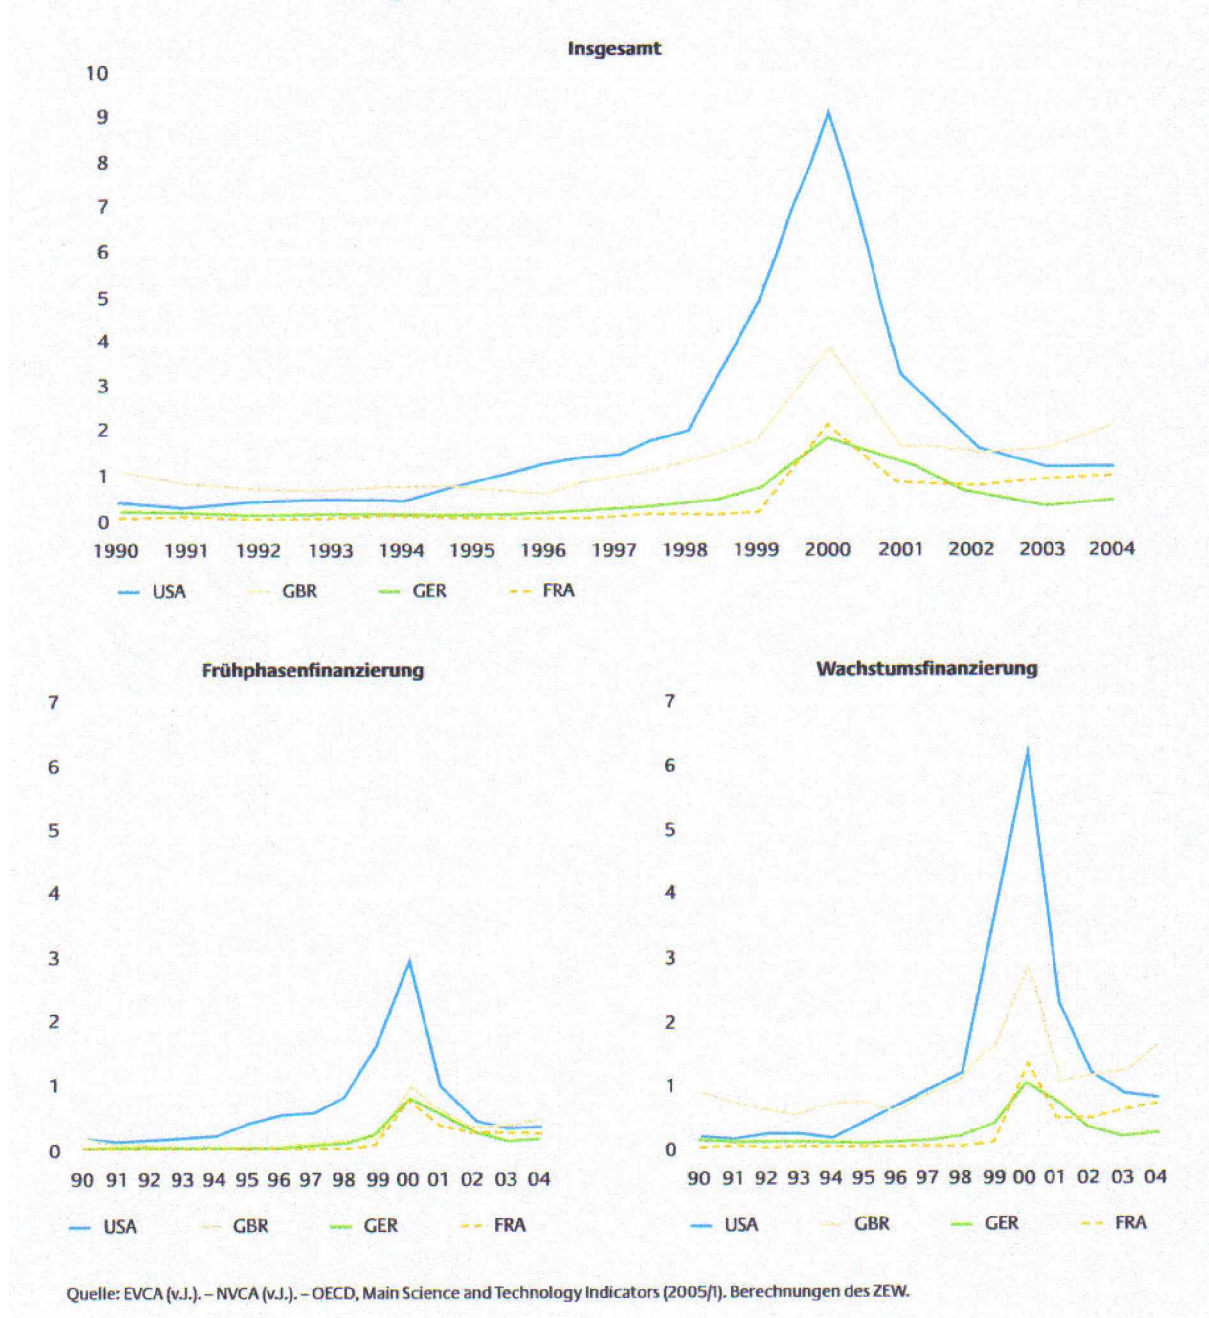 Insgesamt
10
9
8
7
6
5
4
3
2
1
0
1990 1991 1992 1993 1994 1995 1996 1997 1998 1999 2000 2001 2002 2003 2004
USA GBR GER FRA
Frühphasenfinanzierung
7
6
5
4
3
2
1
0
90 91 92 93 94 95 96 97 98 99 00 01 02 03 04
USA GBR GER FRA
Wachstumsfinanzierung
7
6
5
4
3
2
1
0
90 91 92 93 94 95 96 97 98 99 00 01 02 03 04
USA GBR GER FRA
Quelle: EVCA (v.J.). – NVCA (v.J.). – OECD, Main Science and Technology Indicators (2005/1). Berechnungen des ZEW.